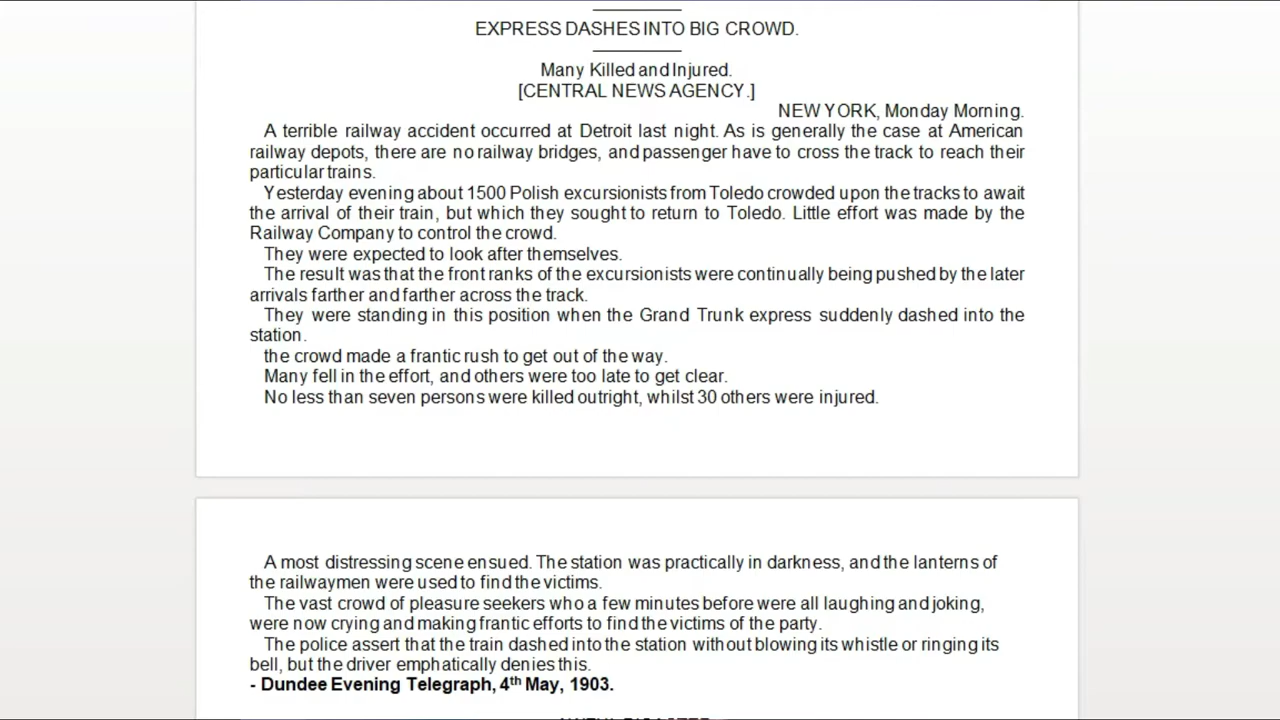 EXPRESS DASHES INTO BIG CROWD.
Many Killed and Injured.
[CENTRAL NEWS AGENCY.]
NEW YORK, Monday Morning.
A terrible railway accident occurred at Detroit last night. As is generally the case at American
railway depots, there are no railway bridges, and passenger have to cross the track to reach their
particular trains.
Yesterday evening about 1500 Polish excursionists from Toledo crowded upon the tracks to await
the arrival of their train, but which they sought to return to Toledo. Little effort was made by the
Railway Company to control the crowd.
They were expected to look after themselves.
The result was that the front ranks of the excursionists were continually being pushed by the later
arrivals farther and farther across the track.
They were standing in this position when the Grand Trunk express suddenly dashed into the
station.
the crowd made a frantic rush to get out of the way.
Many fell in the effort, and others were too late to get clear.
No less than seven persons were killed outright, whilst 30 others were injured.
A most distressing scene ensued. The station was practically in darkness, and the lanterns of
the railwaymen were used to find the victims.
The vast crowd of pleasure seekers who a few minutes before were all laughing and joking,
were now crying and making frantic efforts to find the victims of the party.
The police assert that the train dashed into the station without blowing its whistle or ringing its
bell, but the driver emphatically denies this.
- Dundee Evening Telegraph, 4th May, 1903.